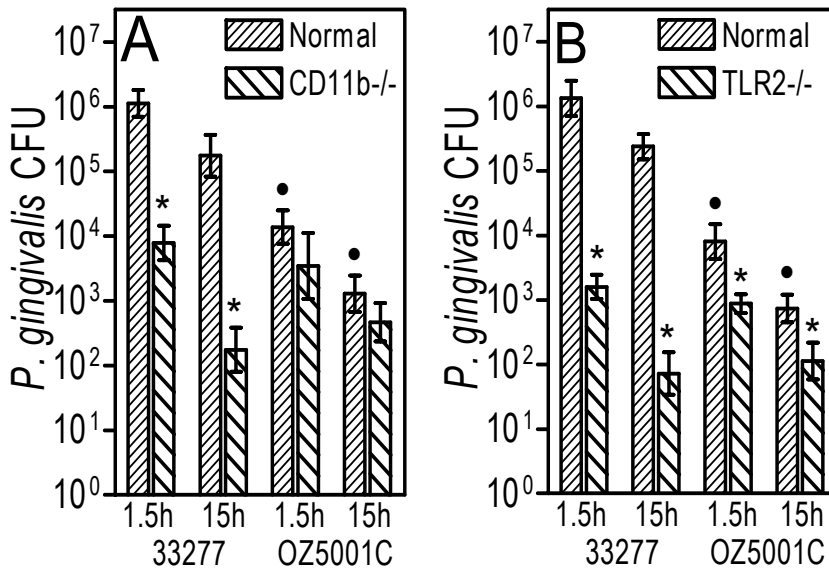 A
Normal
CD11b-/-
P. gingivalis CFU
10⁷
10⁶
10⁵
10⁴
10³
10²
10¹
10⁰
*
*
•
•
1.5h 15h 1.5h 15h
33277 OZ5001C
B
Normal
TLR2-/-
P. gingivalis CFU
10⁷
10⁶
10⁵
10⁴
10³
10²
10¹
10⁰
*
*
•
*
•
*
1.5h 15h 1.5h 15h
33277 OZ5001C